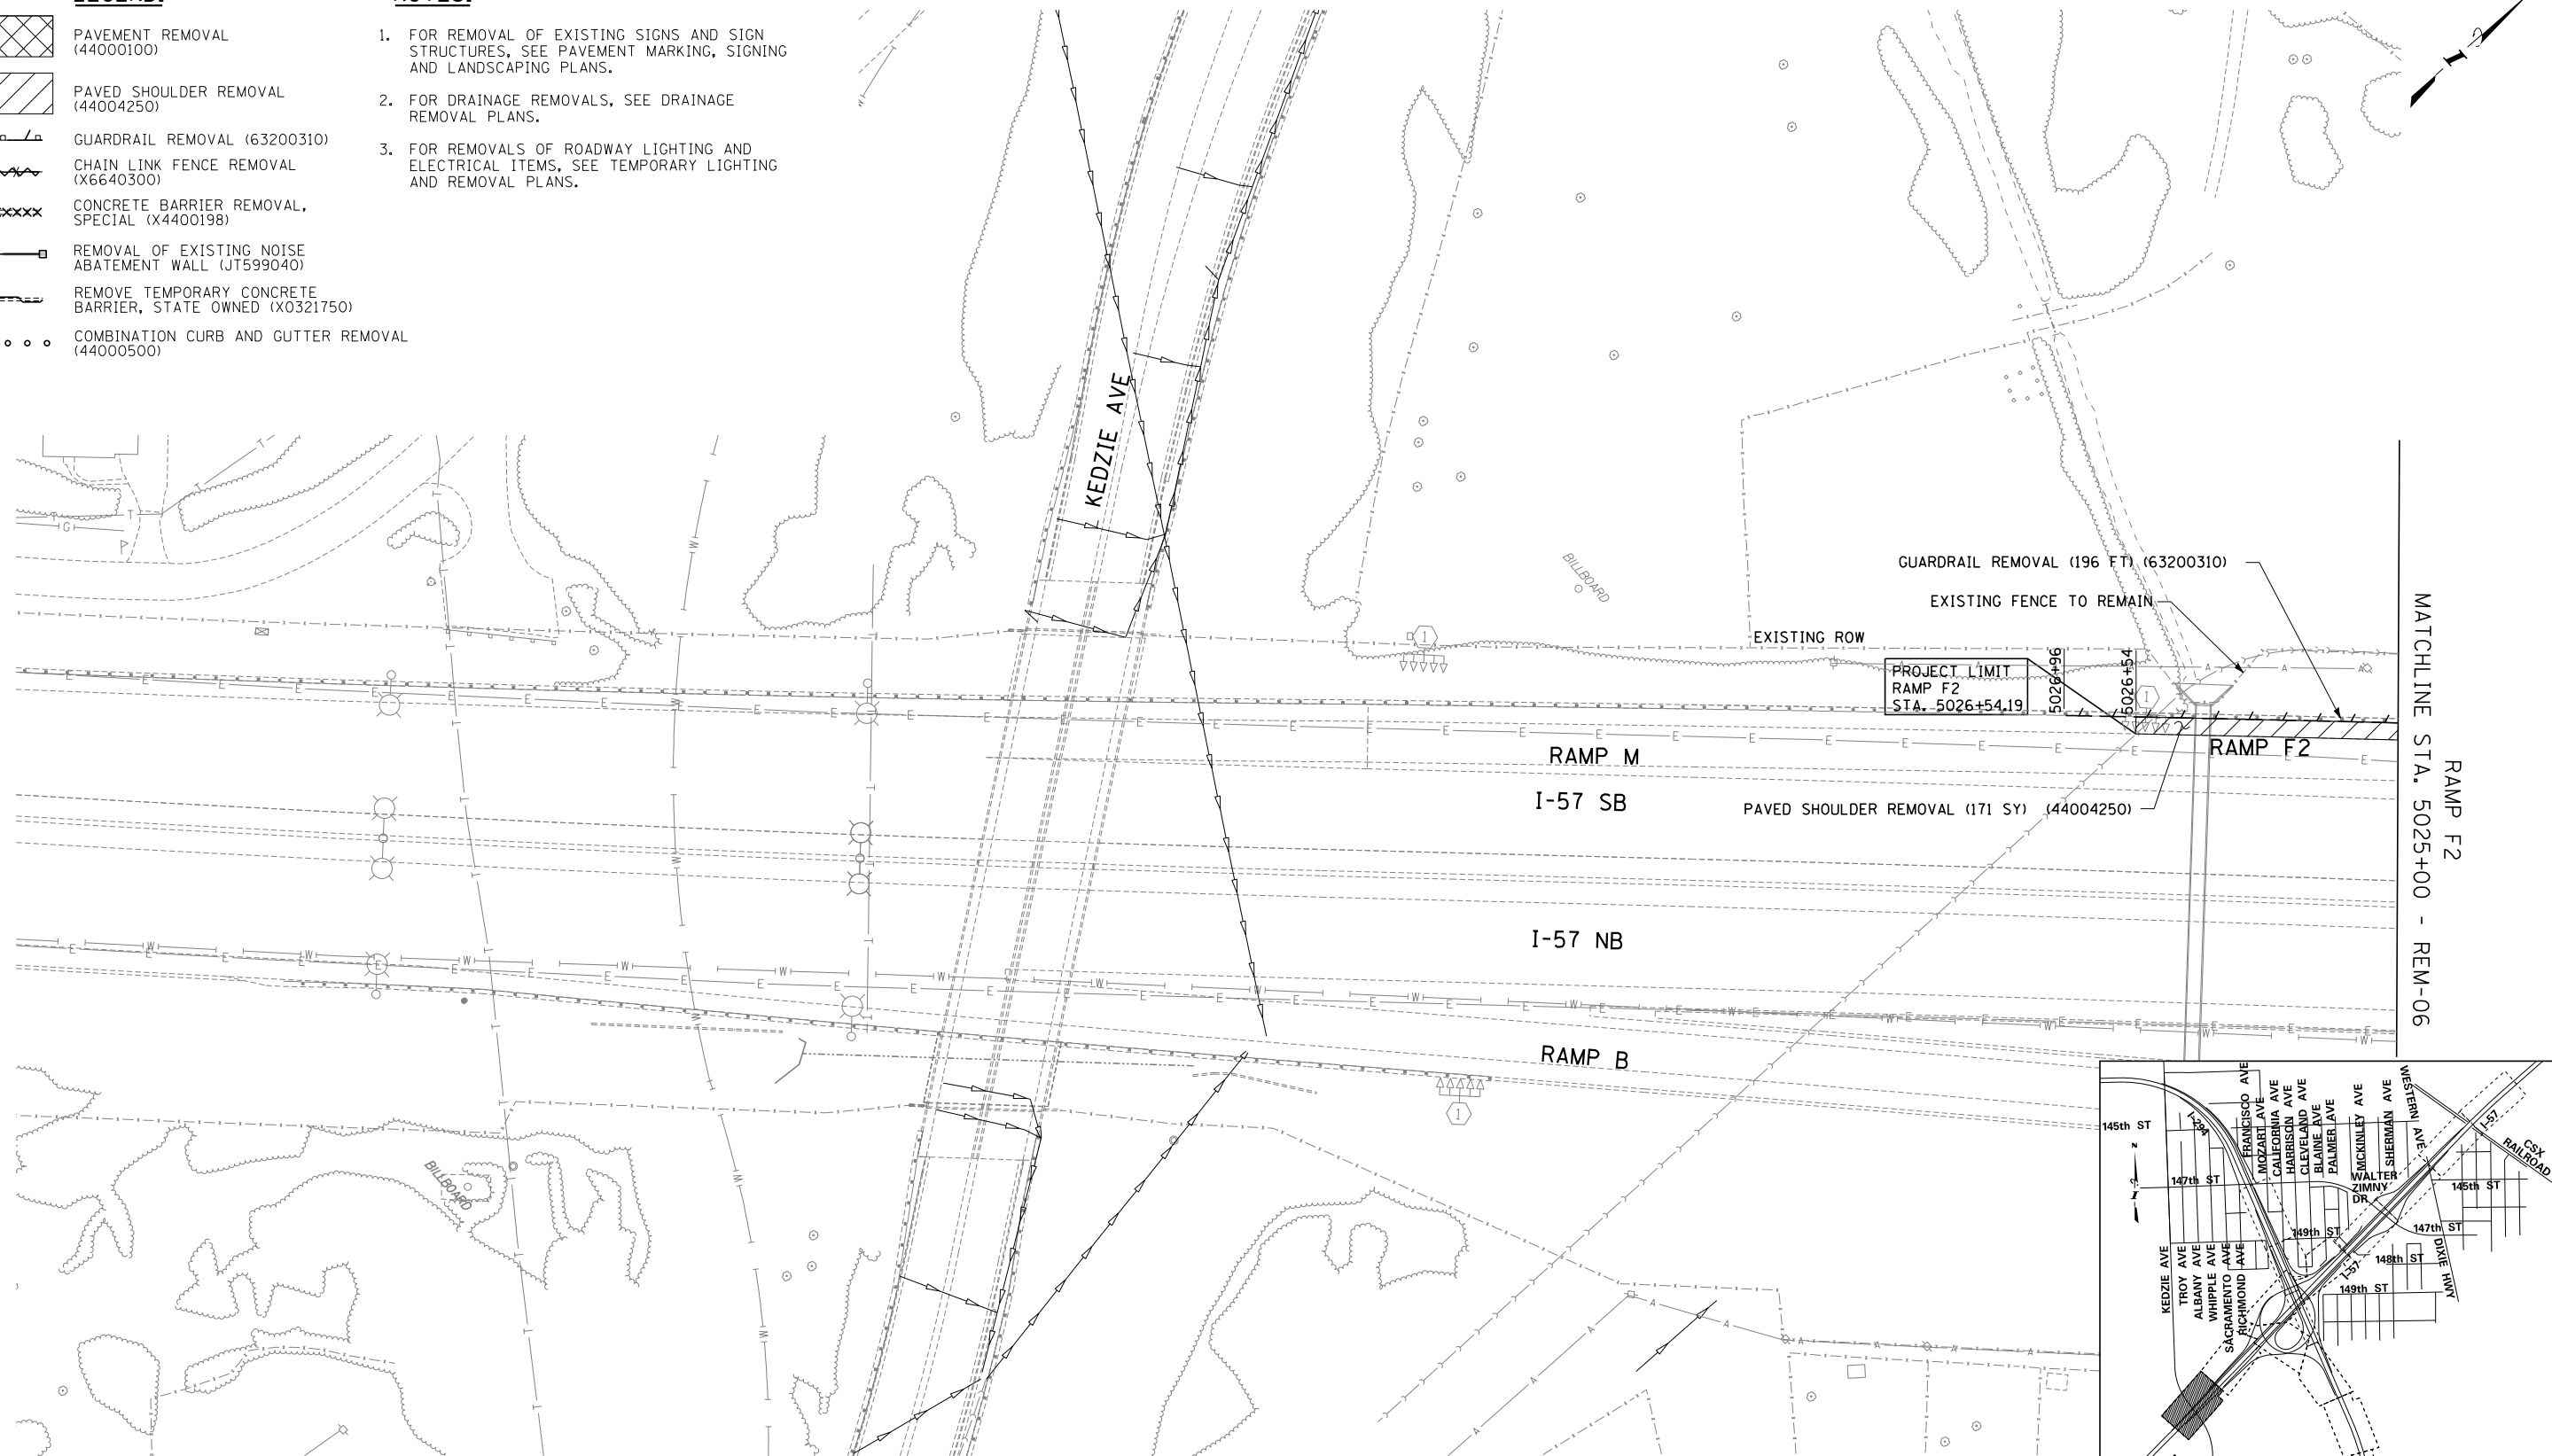 LEGEND:
PAVEMENT REMOVAL
(44000100)
PAVED SHOULDER REMOVAL
(44004250)
GUARDRAIL REMOVAL (63200310)
CHAIN LINK FENCE REMOVAL
(X6640300)
CONCRETE BARRIER REMOVAL,
SPECIAL (X4400198)
REMOVAL OF EXISTING NOISE
ABATEMENT WALL (JT599040)
REMOVE TEMPORARY CONCRETE
BARRIER, STATE OWNED (X0321750)
COMBINATION CURB AND GUTTER REMOVAL
(44000500)
NOTES:
1. FOR REMOVAL OF EXISTING SIGNS AND SIGN
STRUCTURES, SEE PAVEMENT MARKING, SIGNING
AND LANDSCAPING PLANS.
2. FOR DRAINAGE REMOVALS, SEE DRAINAGE
REMOVAL PLANS.
3. FOR REMOVALS OF ROADWAY LIGHTING AND
ELECTRICAL ITEMS, SEE TEMPORARY LIGHTING
AND REMOVAL PLANS.
KEDZIE AVE
BILLBOARD
GUARDRAIL REMOVAL (196 FT) (63200310)
EXISTING FENCE TO REMAIN
EXISTING ROW
PROJECT LIMIT
RAMP F2
STA. 5026+54.19
5026+96
5026+54
1
1
RAMP F2
RAMP M
I-57 SB
PAVED SHOULDER REMOVAL (171 SY) (44004250)
I-57 NB
RAMP B
1
BILLBOARD
RAMP F2
MATCHLINE STA. 5025+00 - REM-06
145th ST
I-294
FRANCISCO AVE
MOZART AVE
CALIFORNIA AVE
HARRISON AVE
CLEVELAND AVE
BLAINE AVE
PALMER AVE
MCKINLEY AVE
SHERMAN AVE
WESTERN AVE
I-57
CSX
RAILROAD
147th ST
WALTER
ZIMNY
DR
145th ST
147th ST
149th ST
148th ST
I-57
149th ST
DIXIE HWY
KEDZIE AVE
TROY AVE
ALBANY AVE
WHIPPLE AVE
SACRAMENTO AVE
RICHMOND AVE